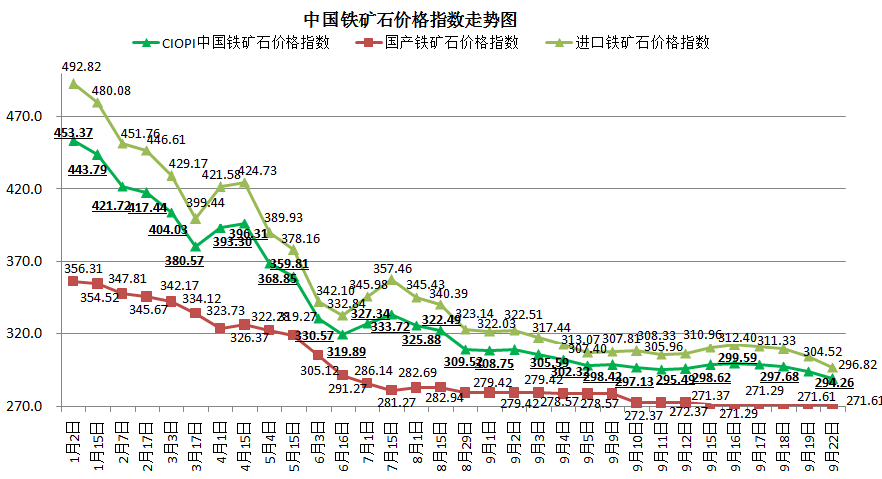 中国铁矿石价格指数走势图
CIOPI中国铁矿石价格指数 国产铁矿石价格指数 进口铁矿石价格指数
470.0
420.0
370.0
320.0
270.0
492.82 480.08 451.76 446.61 429.17 399.44 421.58 424.73 389.93 378.16 342.10 332.84 345.98 357.46 345.43 340.39 323.14 322.03 322.51 317.44 313.07 307.40 307.81 308.33 305.96 310.96 312.40 311.33 304.52 296.82
453.37 443.79 421.72 417.44 404.03 380.57 393.30 396.31 368.85 359.81 330.57 319.89 327.34 333.72 325.88 322.49 309.52 308.75 305.59 302.33 298.42 297.13 295.49 298.62 299.59 297.68 294.26
356.31 354.52 347.81 345.67 342.17 334.12 323.73 326.37 322.28 319.27 305.12 291.27 286.14 281.27 282.69 282.94 279.42 279.42 279.42 278.57 278.57 272.37 272.37 271.37 271.29 271.29 271.61 271.61
1月2日 1月15日 2月7日 2月17日 3月3日 3月17日 4月1日 4月15日 5月4日 5月15日 6月3日 6月16日 7月1日 7月15日 8月1日 8月15日 8月29日 9月1日 9月2日 9月3日 9月4日 9月5日 9月9日 9月10日 9月11日 9月12日 9月15日 9月16日 9月17日 9月18日 9月19日 9月22日